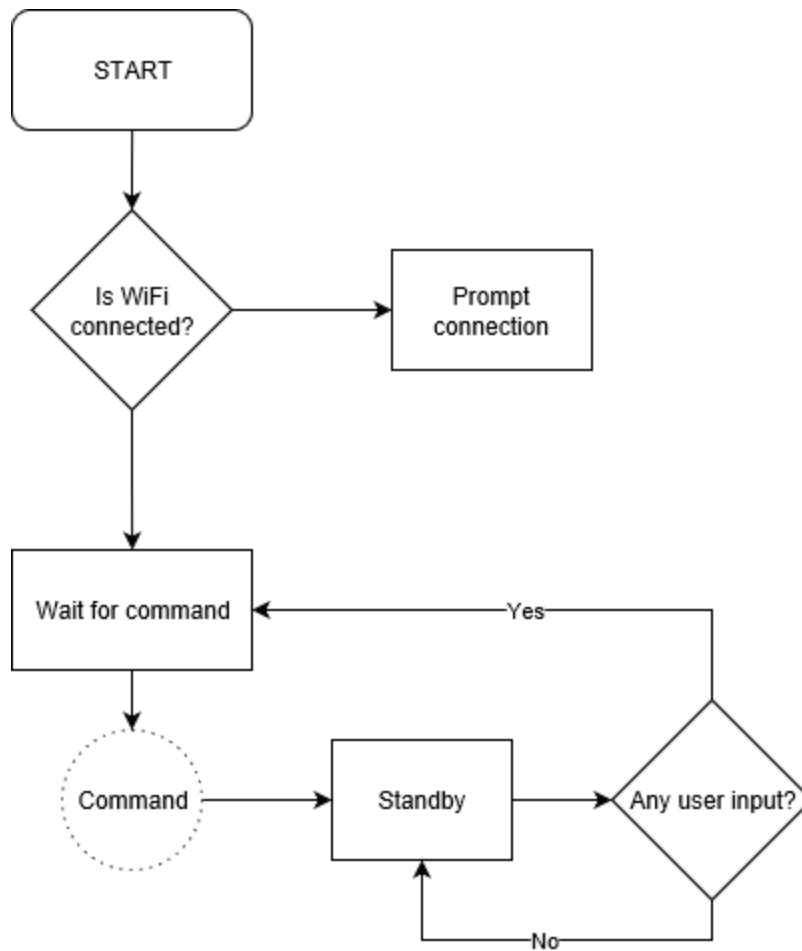 START
Is WiFi
connected?
Prompt
connection
Wait for command
Yes
Command
Standby
Any user input?
No